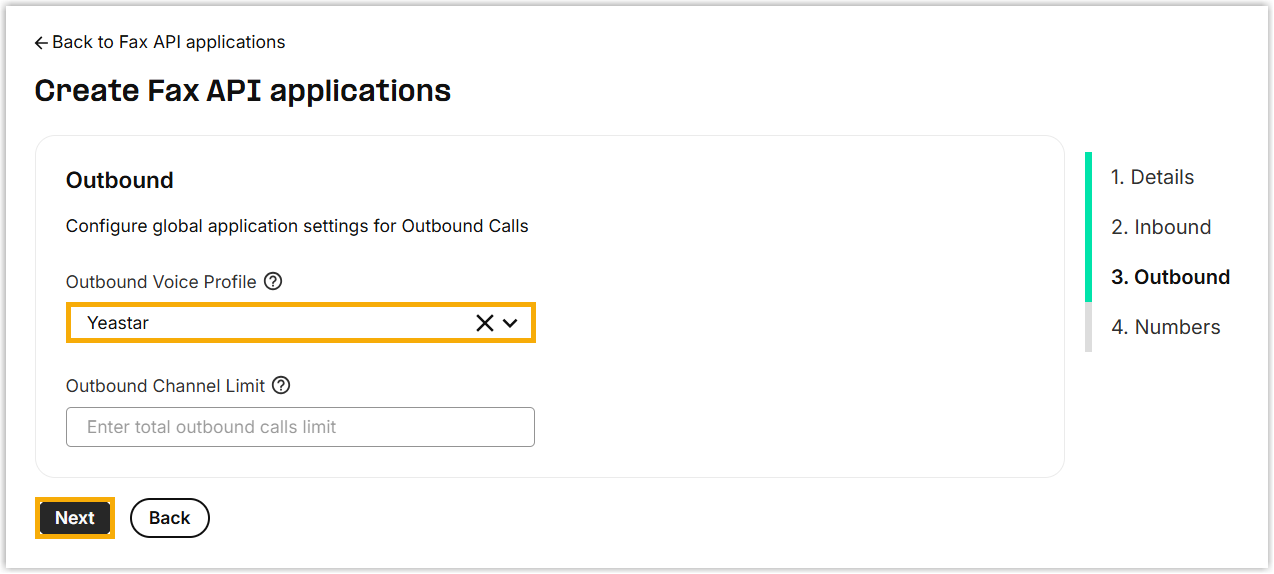 Back to Fax API applications
Create Fax API applications
Outbound
Configure global application settings for Outbound Calls
Outbound Voice Profile
Yeastar
Outbound Channel Limit
Enter total outbound calls limit
Next
Back
1. Details
2. Inbound
3. Outbound
4. Numbers